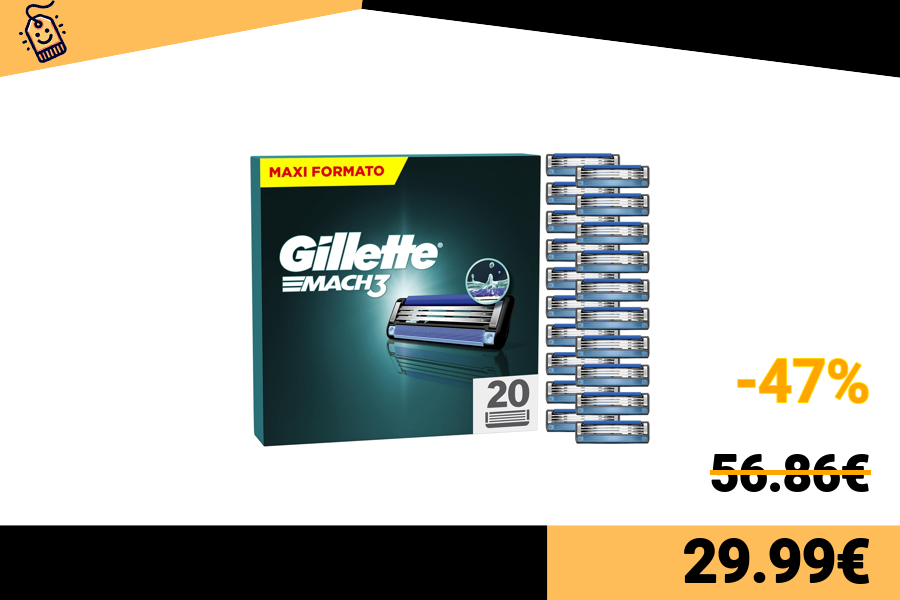 MAXI FORMATO
Gillette®
MACH3
20
-47%
56.86€
29.99€